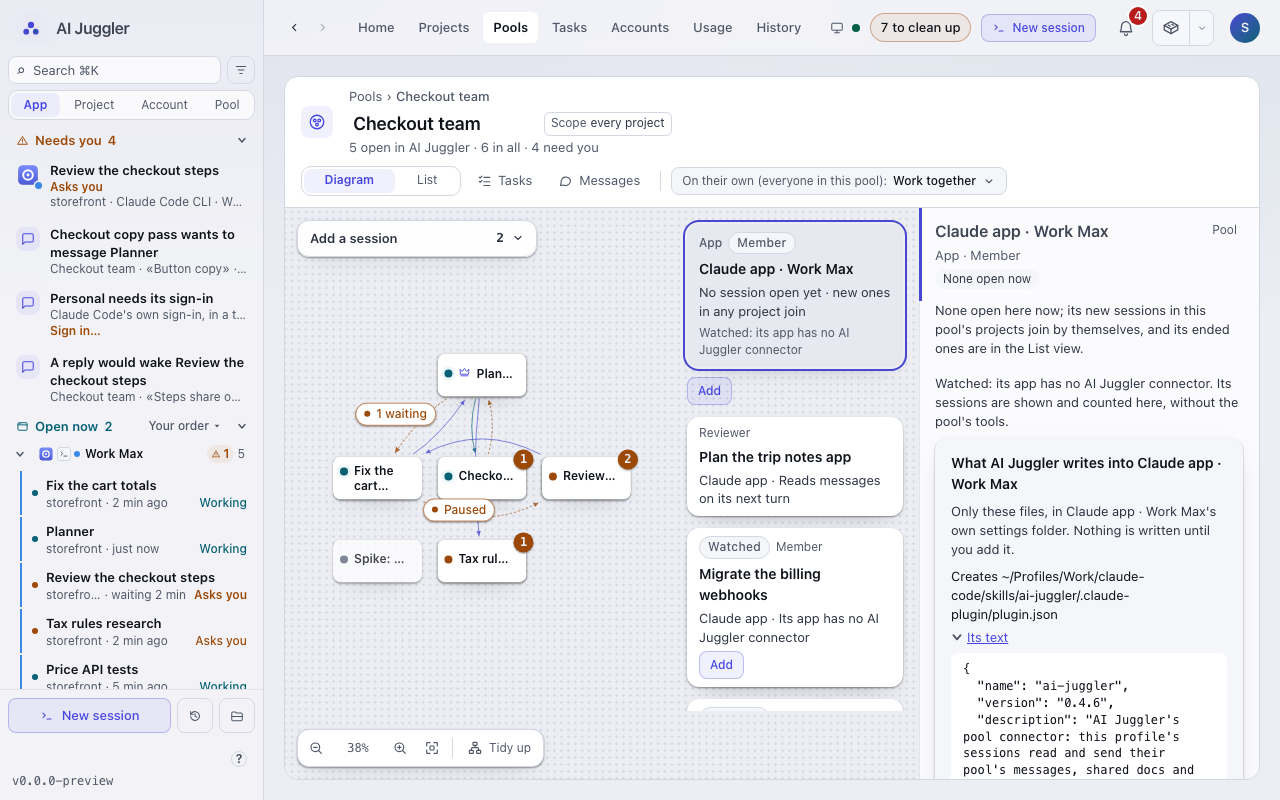 AI Juggler
Search ⌘K
App Project Account Pool
Needs you 4
Review the checkout steps
Asks you
storefront · Claude Code CLI · W…
Checkout copy pass wants to
message Planner
Checkout team · «Button copy» ·…
Personal needs its sign-in
Claude Code's own sign-in, in a t…
Sign in…
A reply would wake Review the
checkout steps
Checkout team · «Steps share o…
Open now 2 Your order
Work Max 1 5
Fix the cart totals
storefront · 2 min ago Working
Planner
storefront · just now Working
Review the checkout steps
storefro… · waiting 2 min Asks you
Tax rules research
storefront · 2 min ago Asks you
Price API tests
storefront · 5 min ago Working
New session
?
v0.0.0-preview
Home Projects Pools Tasks Accounts Usage History
7 to clean up
New session
4
S
Pools › Checkout team
Checkout team
Scope every project
5 open in AI Juggler · 6 in all · 4 need you
Diagram List Tasks Messages
On their own (everyone in this pool): Work together
Add a session 2
Plan…
1 waiting
Fix the
cart…
Checko… 1
Review… 2
Paused
Spike: …
Tax rul… 1
38% Tidy up
App Member
Claude app · Work Max
No session open yet · new ones
in any project join
Watched: its app has no AI
Juggler connector
Add
Reviewer
Plan the trip notes app
Claude app · Reads messages
on its next turn
Watched Member
Migrate the billing
webhooks
Claude app · Its app has no AI
Juggler connector
Add
Claude app · Work Max Pool
App · Member
None open now
None open here now; its new sessions in this
pool's projects join by themselves, and its ended
ones are in the List view.
Watched: its app has no AI Juggler connector. Its
sessions are shown and counted here, without the
pool's tools.
What AI Juggler writes into Claude app ·
Work Max
Only these files, in Claude app · Work Max's
own settings folder. Nothing is written until
you add it.
Creates ~/Profiles/Work/claude-
code/skills/ai-juggler/.claude-
plugin/plugin.json
Its text
{
"name": "ai-juggler",
"version": "0.4.6",
"description": "AI Juggler's
pool connector: this profile's
sessions read and send their
pool's messages, shared docs and